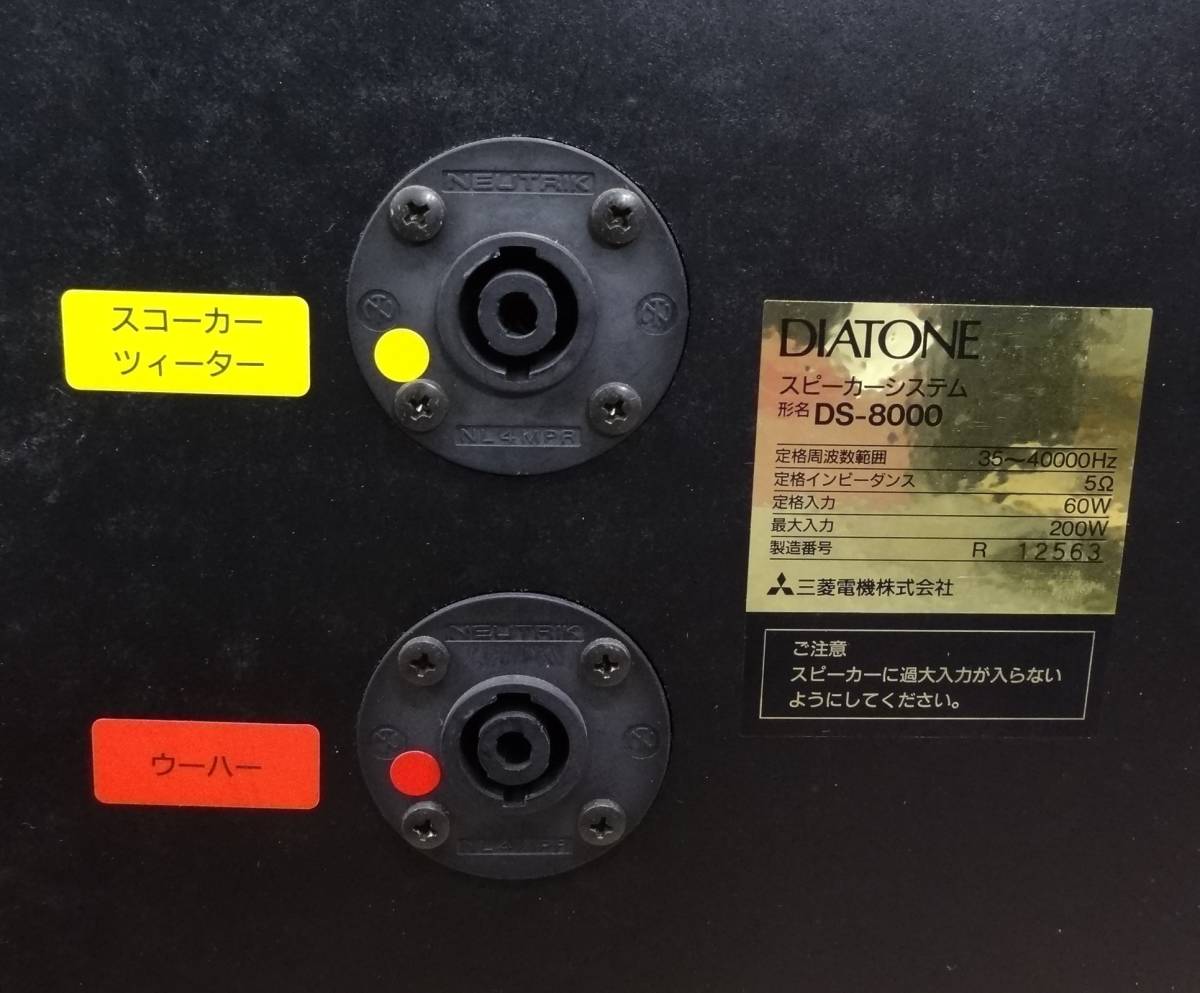 NEUTRIK
スコーカー
ツィーター
NL4MPR
DIATONE
スピーカーシステム
形名 DS-8000
定格周波数範囲 35〜40000Hz
定格インピーダンス 5Ω
定格入力 60W
最大入力 200W
製造番号 R 12563
三菱電機株式会社
ご注意
スピーカーに過大入力が入らない
ようにしてください。
NEUTRIK
ウーハー
NL4MPR